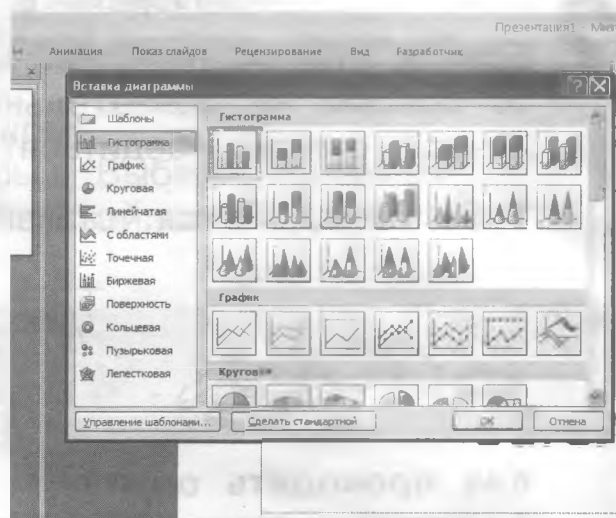 Презентация1 - Mic
Анимация Показ слайдов Рецензирование Вид Разработчик
Вставка диаграммы
Шаблоны
Гистограмма
График
Круговая
Линейчатая
С областями
Точечная
Биржевая
Поверхность
Кольцевая
Пузырьковая
Лепестковая
Гистограмма
График
Круговая
Управление шаблонами... Сделать стандартной ОК Отмена